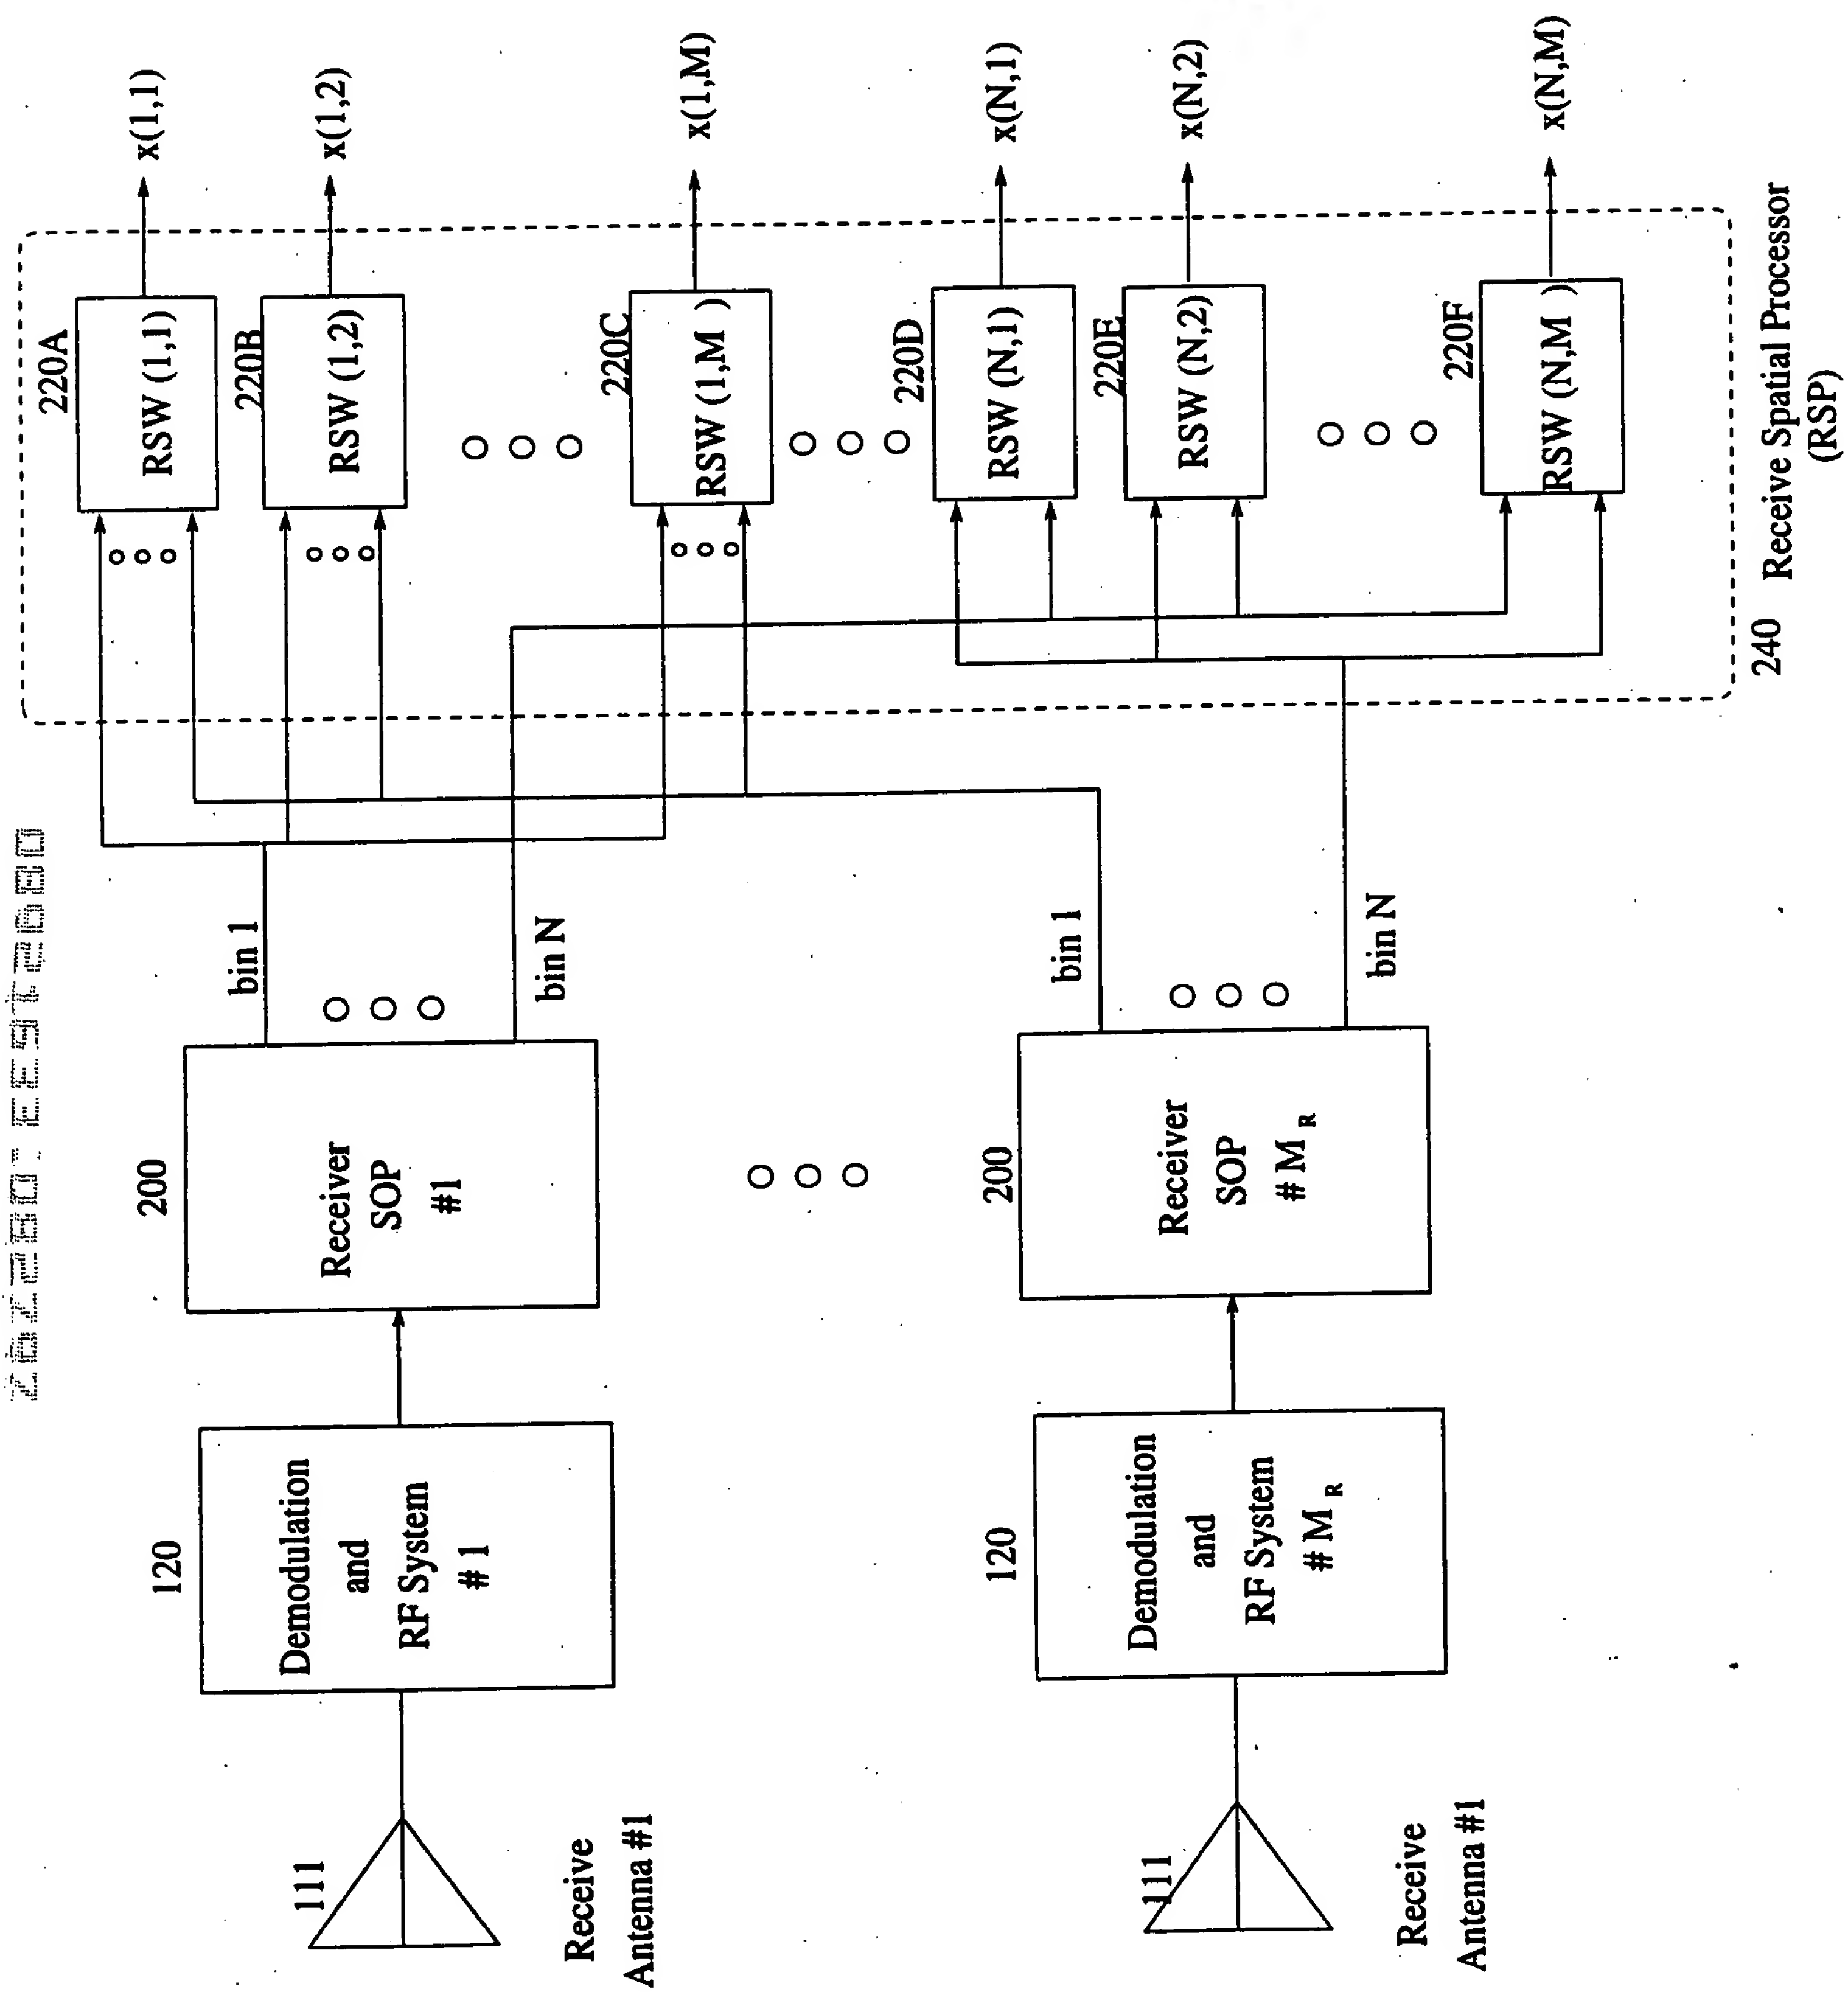 111
Receive
Antenna #1
120
Demodulation
and
RF System
# 1
200
Receiver
SOP
#1
bin 1
bin N
111
Receive
Antenna #1
120
Demodulation
and
RF System
# M R
200
Receiver
SOP
# M R
bin 1
bin N
220A
RSW (1,1)
x(1,1)
220B
RSW (1,2)
x(1,2)
220C
RSW (1,M )
x(1,M)
220D
RSW (N,1)
x(N,1)
220E
RSW (N,2)
x(N,2)
220F
RSW (N,M )
x(N,M)
240 Receive Spatial Processor
(RSP)